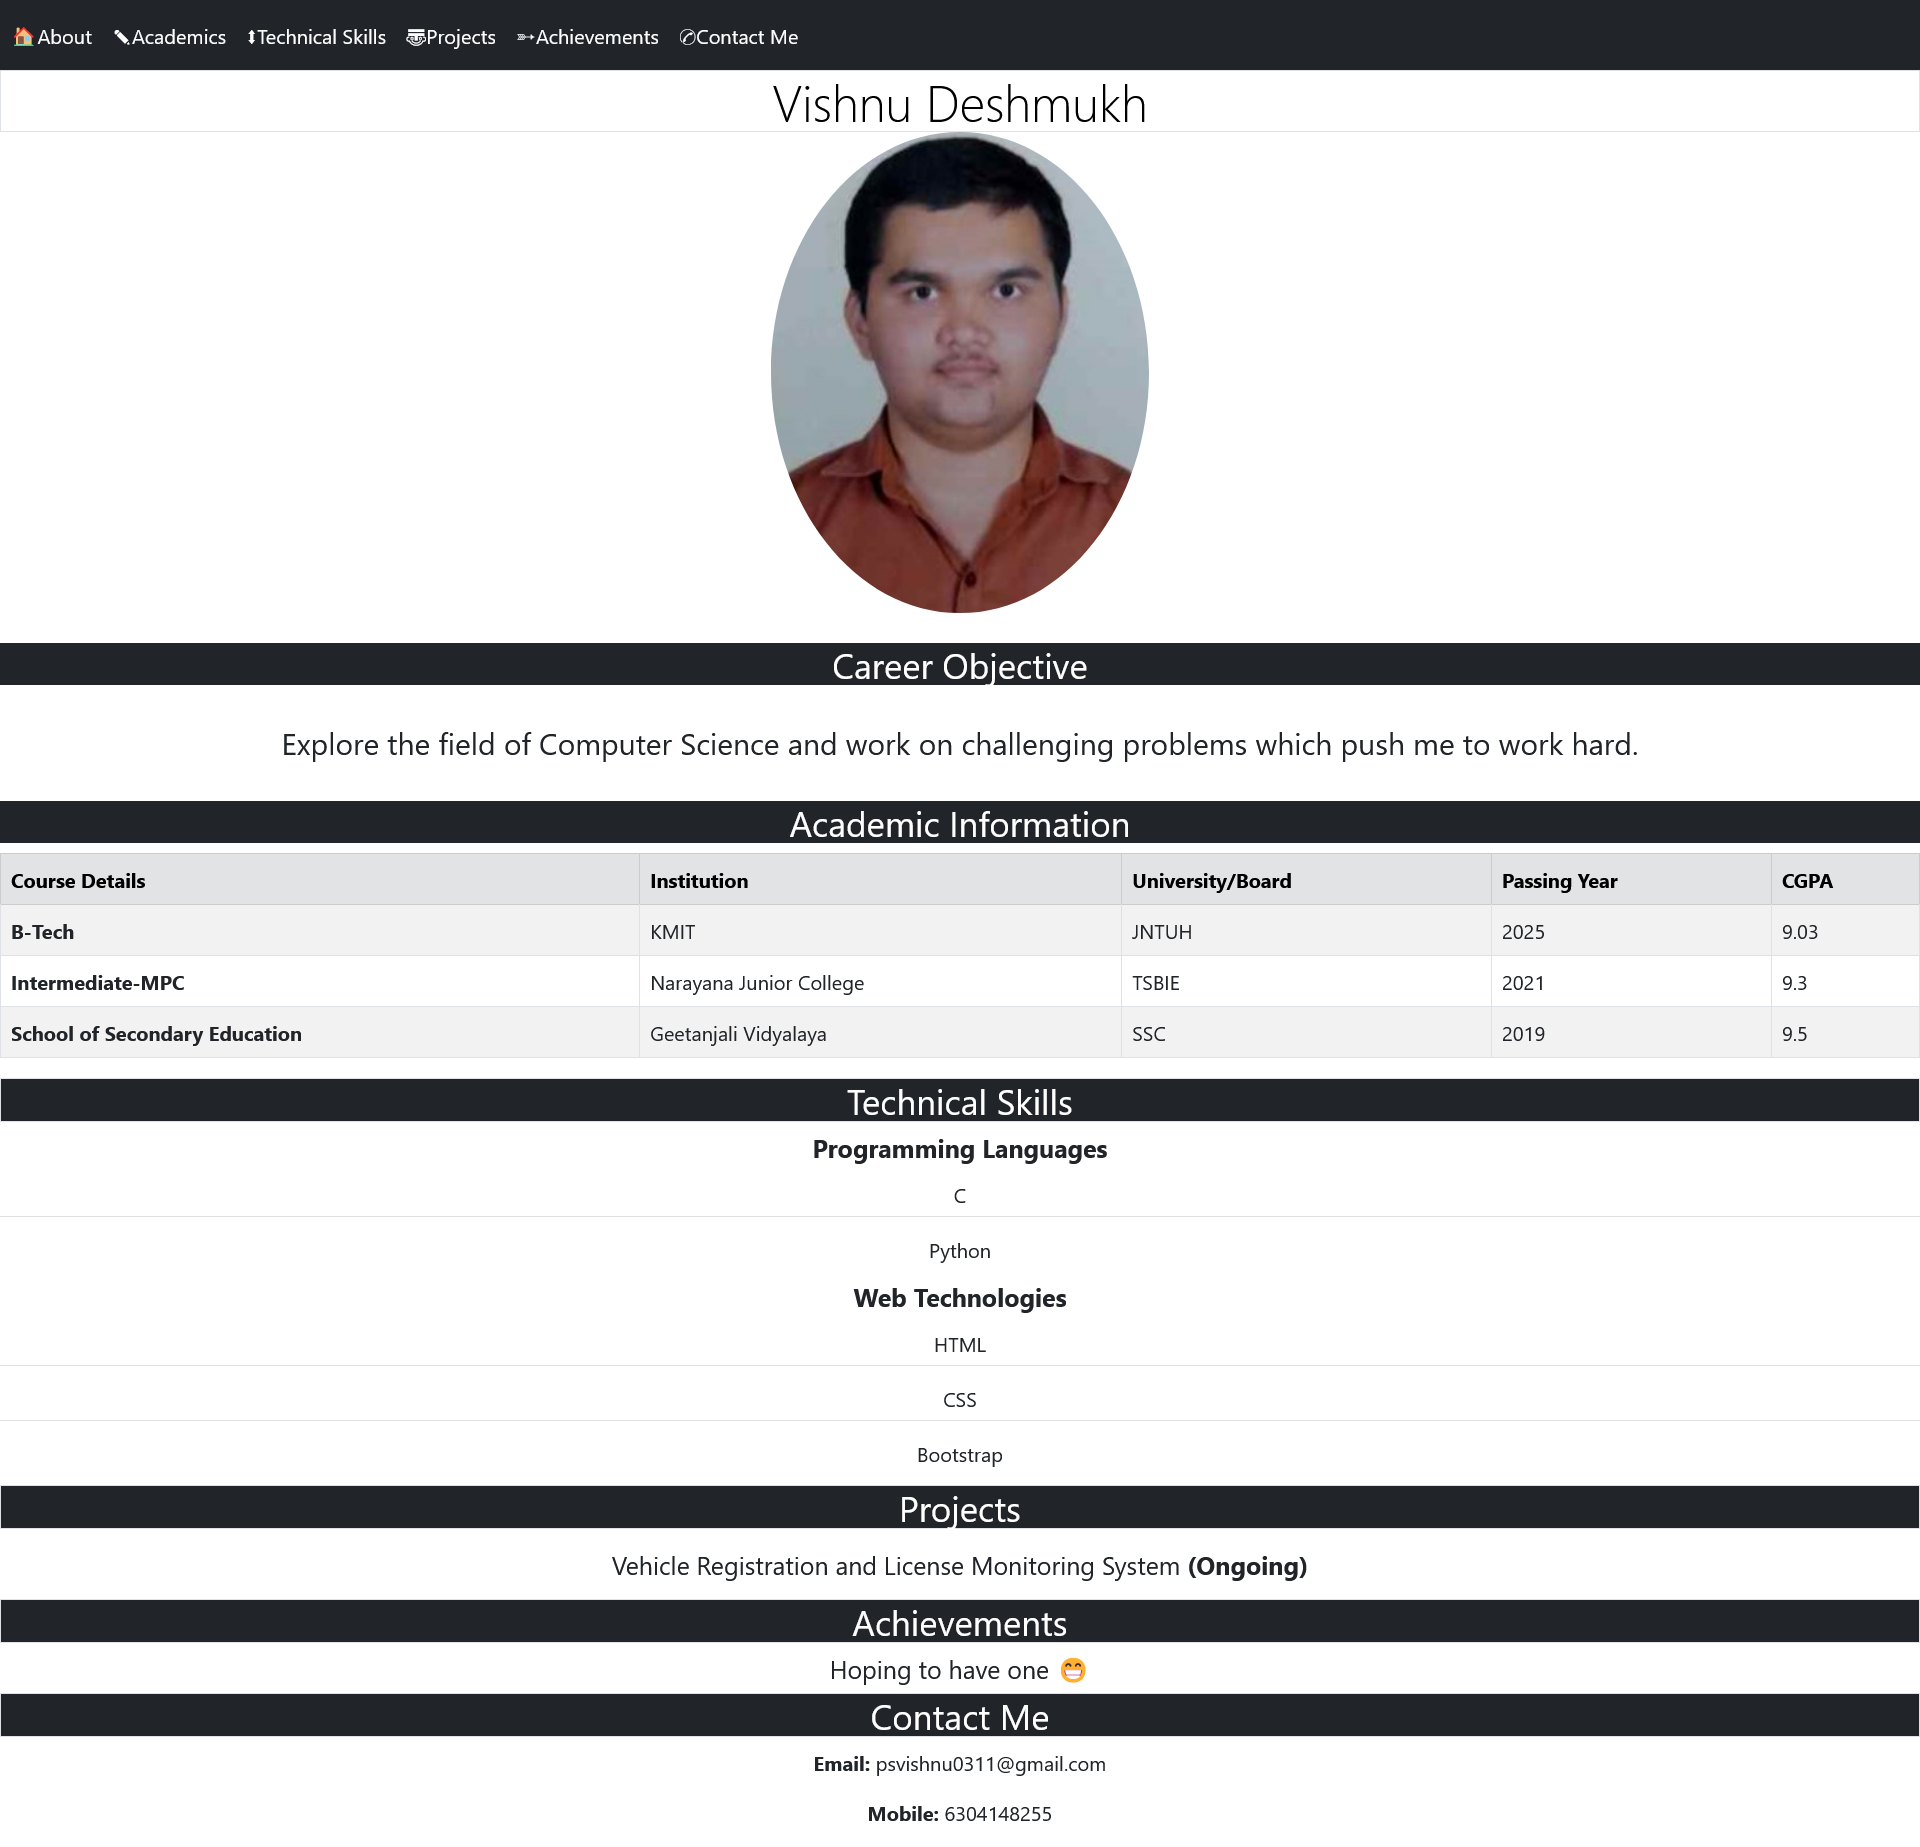 🏠About ✎Academics ⭥Technical Skills Projects ➳Achievements ✆Contact Me
Vishnu Deshmukh
Career Objective
Explore the field of Computer Science and work on challenging problems which push me to work hard.
Academic Information
Course Details Institution University/Board Passing Year CGPA
B-Tech KMIT JNTUH 2025 9.03
Intermediate-MPC Narayana Junior College TSBIE 2021 9.3
School of Secondary Education Geetanjali Vidyalaya SSC 2019 9.5
Technical Skills
Programming Languages
C
Python
Web Technologies
HTML
CSS
Bootstrap
Projects
Vehicle Registration and License Monitoring System (Ongoing)
Achievements
Hoping to have one 😁
Contact Me
Email: psvishnu0311@gmail.com
Mobile: 6304148255